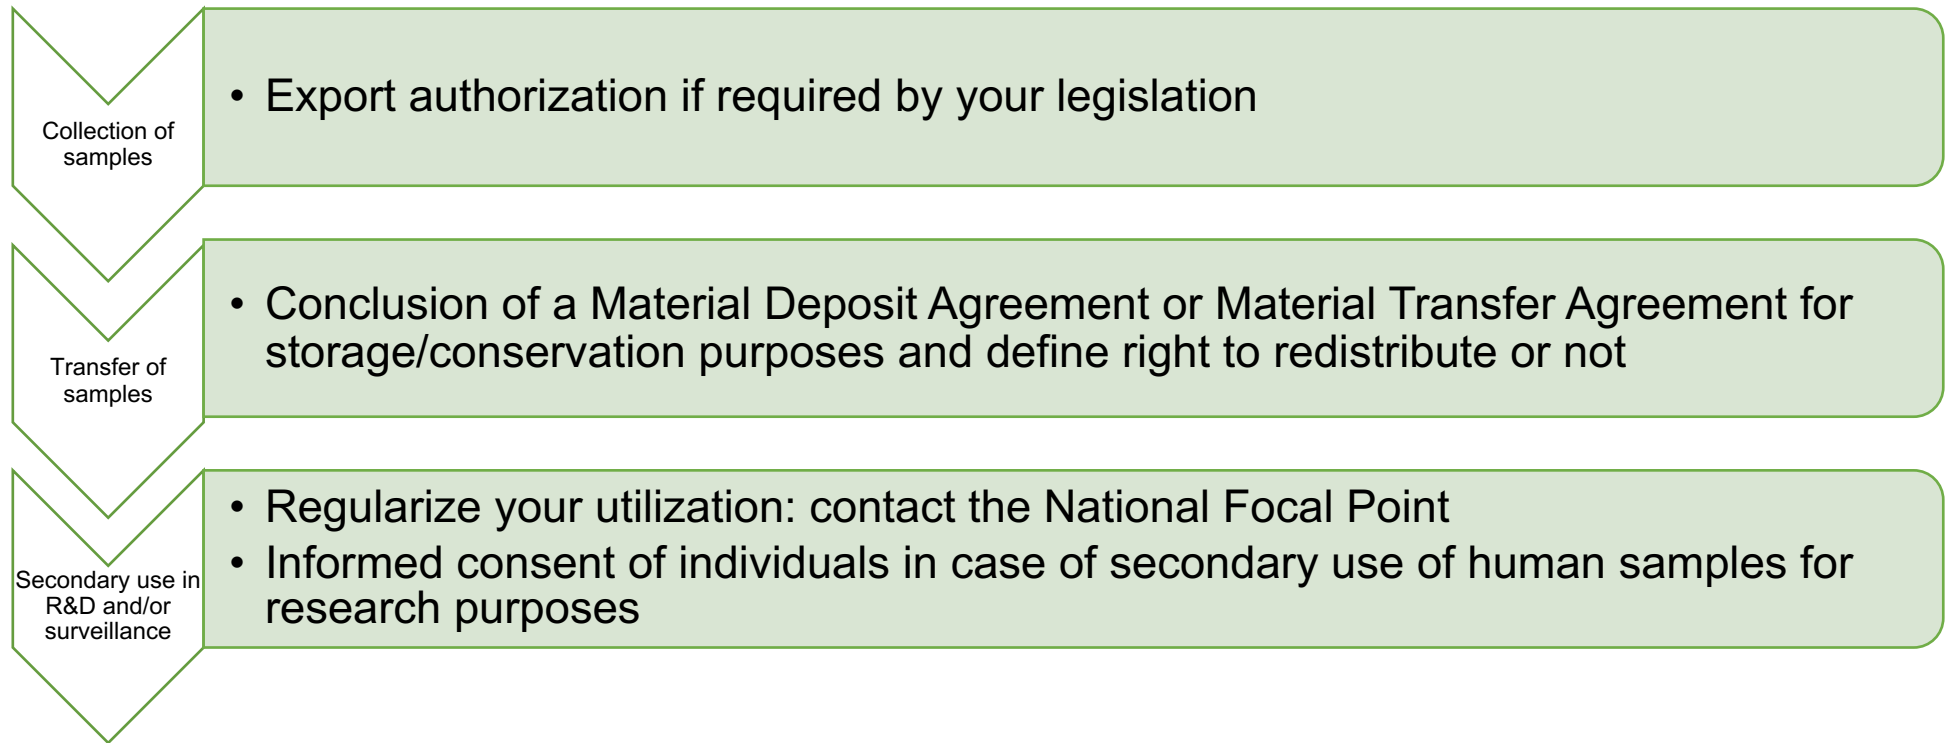 Collection of
samples
• Export authorization if required by your legislation
Transfer of
samples
• Conclusion of a Material Deposit Agreement or Material Transfer Agreement for
storage/conservation purposes and define right to redistribute or not
Secondary use in
R&D and/or
surveillance
• Regularize your utilization: contact the National Focal Point
• Informed consent of individuals in case of secondary use of human samples for
research purposes